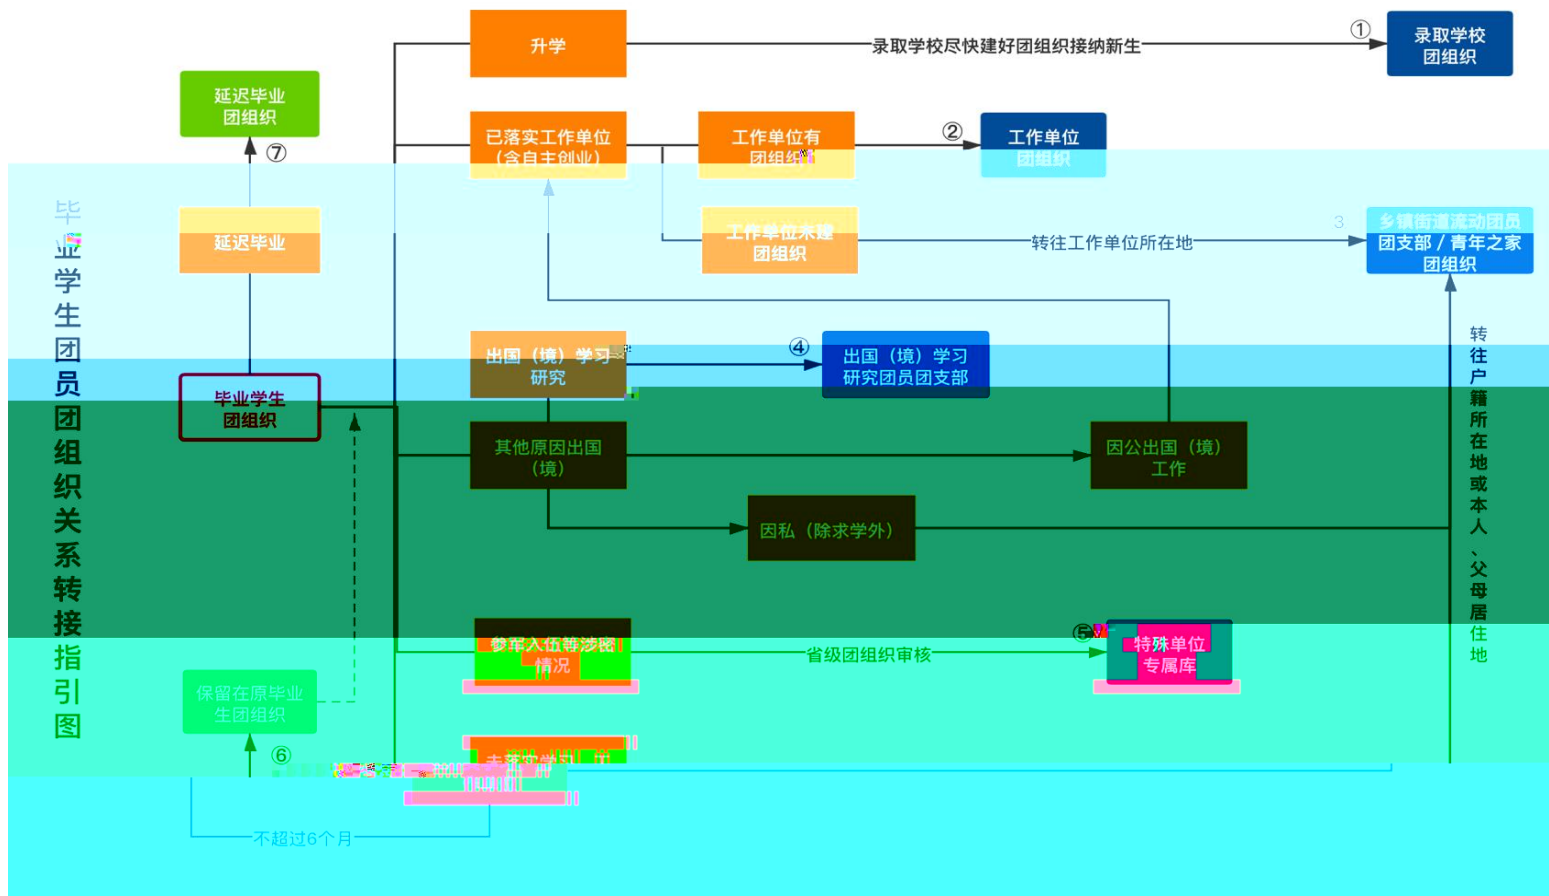 毕业学生团员团组织关系转接指引图
升学
录取学校尽快建好团组织接纳新生
①
录取学校
团组织
延迟毕业
团组织
⑦
已落实工作单位
（含自主创业）
工作单位有
团组织
②
工作单位
团组织
延迟毕业
工作单位未建
团组织
转往工作单位所在地
3
乡镇街道流动团员
团支部 / 青年之家
团组织
出国（境）学习
研究
④
出国（境）学习
研究团员团支部
转往户籍所在地或本人、父母居住地
毕业学生
团组织
其他原因出国
（境）
因公出国（境）
工作
因私（除求学外）
参军入伍等涉密
情况
省级团组织审核
⑤
特殊单位
专属库
保留在原毕业
生团组织
⑥
未落实学习
不超过6个月